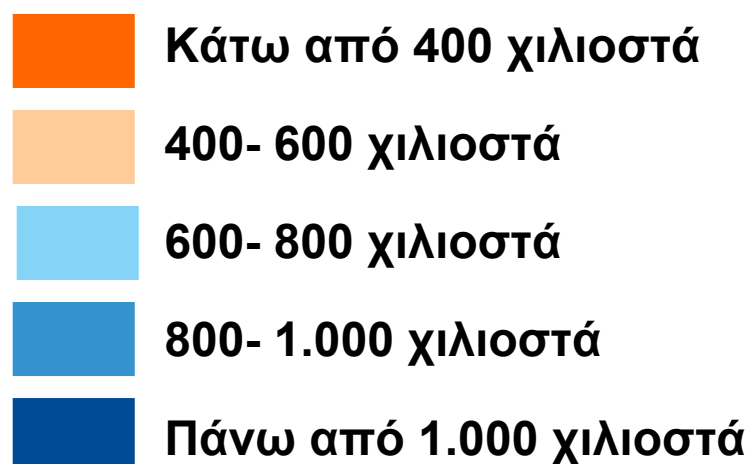 Κάτω από 400 χιλιοστά
400- 600 χιλιοστά
600- 800 χιλιοστά
800- 1.000 χιλιοστά
Πάνω από 1.000 χιλιοστά